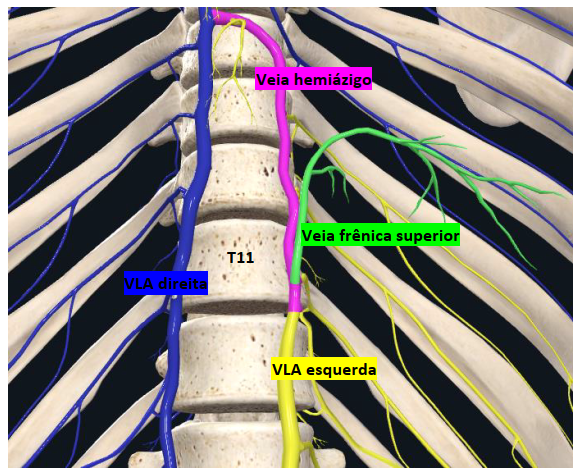 Veia hemiázigo
Veia frênica superior
T11
VLA direita
VLA esquerda